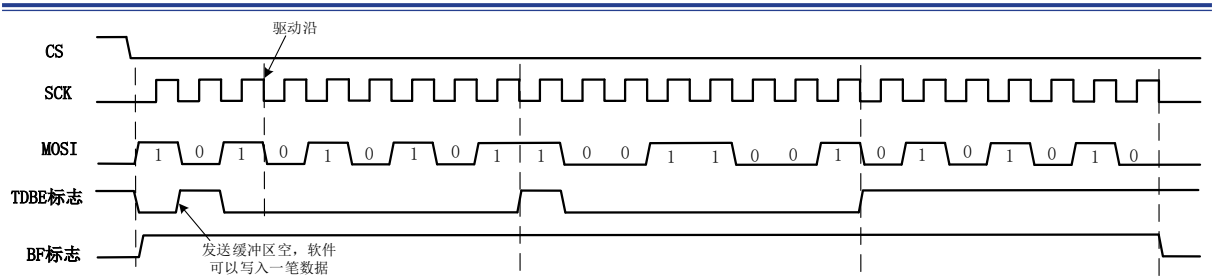 驱动沿
CS
SCK
MOSI 1 0 1 0 1 0 1 0 1 1 0 0 1 1 0 0 1 0 1 0 1 0 1 0
TDBE标志
发送缓冲区空，软件
可以写入一笔数据
BF标志